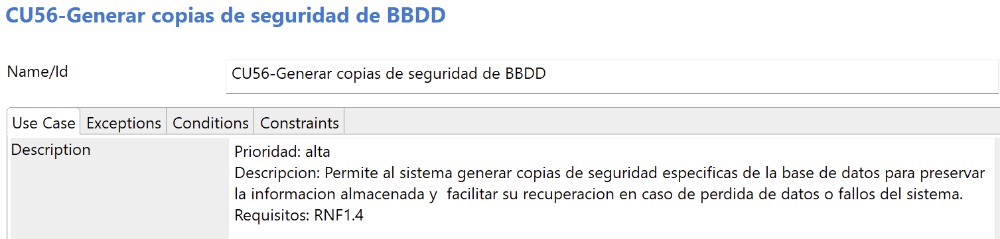 CU56-Generar copias de seguridad de BBDD
Name/Id
CU56-Generar copias de seguridad de BBDD
Use Case Exceptions Conditions Constraints
Description
Prioridad: alta
Descripcion: Permite al sistema generar copias de seguridad especificas de la base de datos para preservar
la informacion almacenada y  facilitar su recuperacion en caso de perdida de datos o fallos del sistema.
Requisitos: RNF1.4